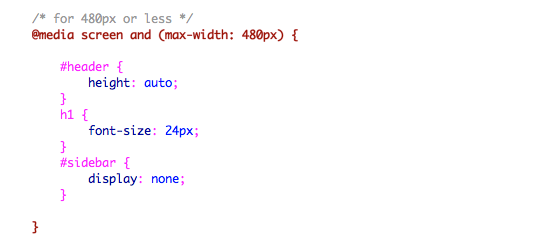 /* for 480px or less */
@media screen and (max-width: 480px) {
#header {
height: auto;
}
h1 {
font-size: 24px;
}
#sidebar {
display: none;
}
}